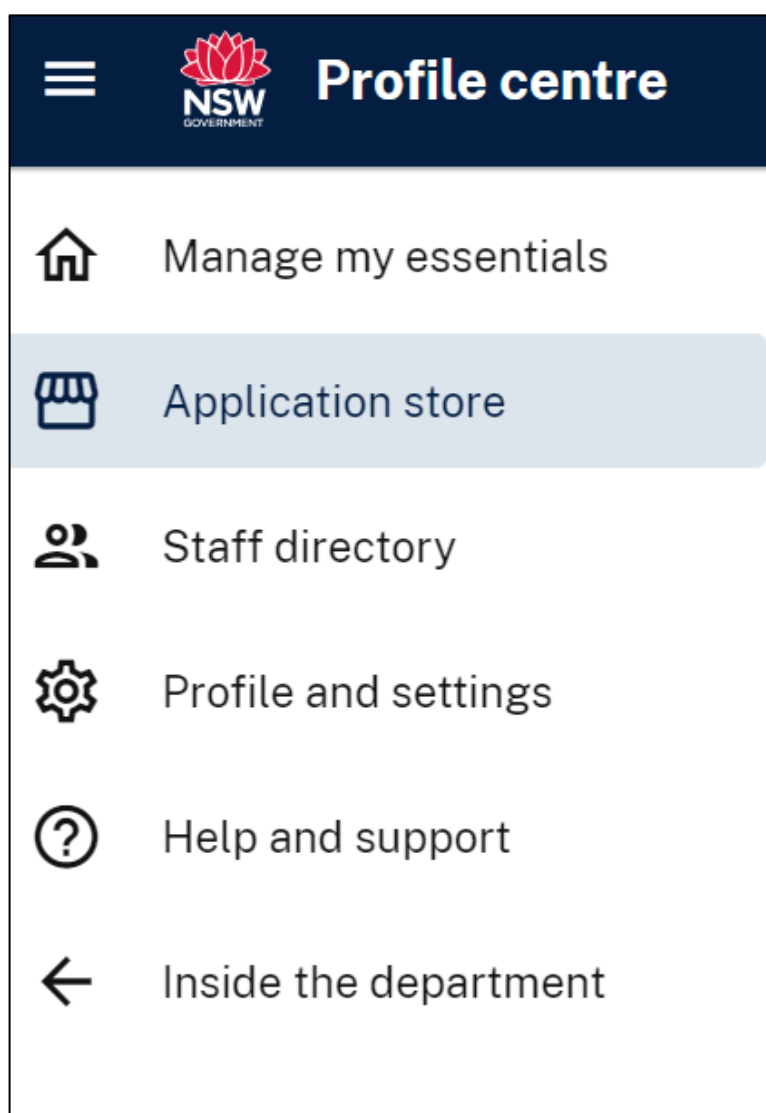 NSW
GOVERNMENT
Profile centre
Manage my essentials
Application store
Staff directory
Profile and settings
Help and support
Inside the department